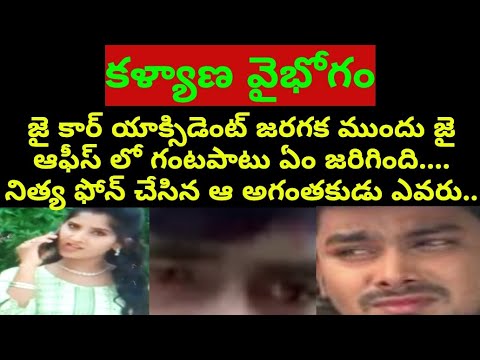 కళ్యాణ వైభోగం
జై కార్ యాక్సిడెంట్ జరగక ముందు జై
ఆఫీస్ లో గంటపాటు ఏం జరిగింది....
నిత్య ఫోన్ చేసిన ఆ అగంతకుడు ఎవరు..